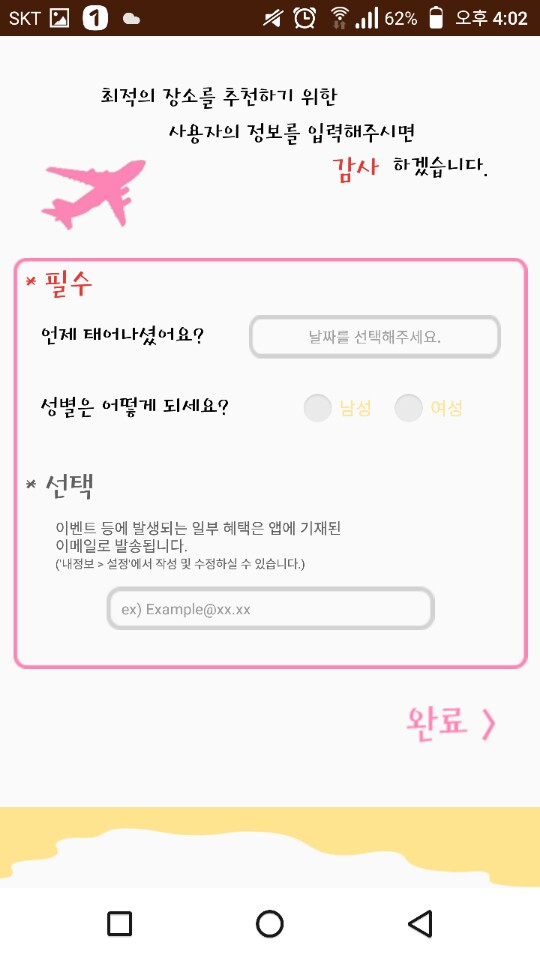 SKT 1 62% 오후 4:02
최적의 장소를 추천하기 위한
사용자의 정보를 입력해주시면
감사 하겠습니다.
* 필수
언제 태어나셨어요? 날짜를 선택해주세요.
성별은 어떻게 되세요? 남성 여성
* 선택
이벤트 등에 발생되는 일부 혜택은 앱에 기재된
이메일로 발송됩니다.
('내정보 > 설정'에서 작성 및 수정하실 수 있습니다.)
ex) Example@xx.xx
완료 >